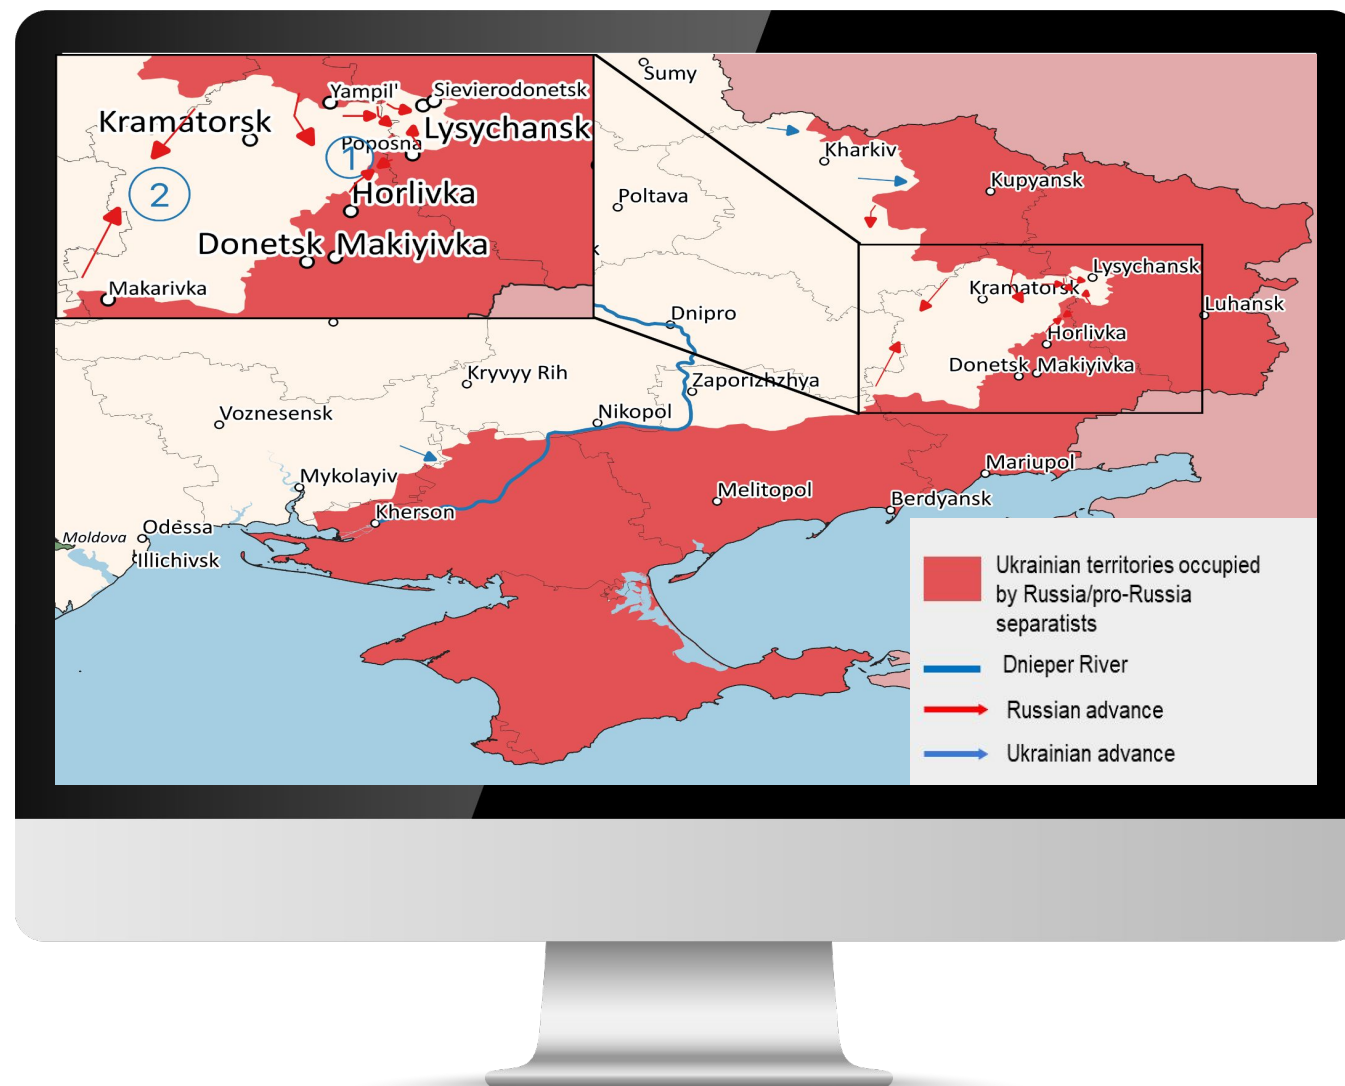 Yampil'
Sievierodonetsk
Kramatorsk
Lysychansk
Poposna
1
2
Horlivka
Donetsk
Makiyivka
Makarivka
Sumy
Kharkiv
Kupyansk
Poltava
k
Lysychansk
Kramatorsk
Luhansk
Dnipro
Horlivka
Donetsk
Makiyivka
Kryvyy Rih
Zaporizhzhya
Voznesensk
Nikopol
Mykolayiv
Mariupol
Melitopol
Berdyansk
Kherson
Odessa
Moldova
Illichivsk
Ukrainian territories occupied
by Russia/pro-Russia
separatists
Dnieper River
Russian advance
Ukrainian advance